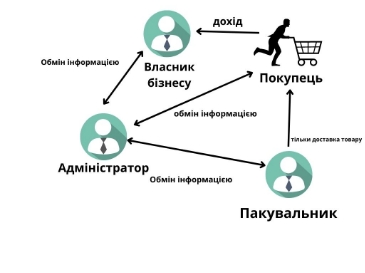 дохід
Власник
бізнесу
Покупець
Обмін інформацією
обмін інформацією
тільки доставка товару
Адміністратор
Обмін інформацією
Пакувальник